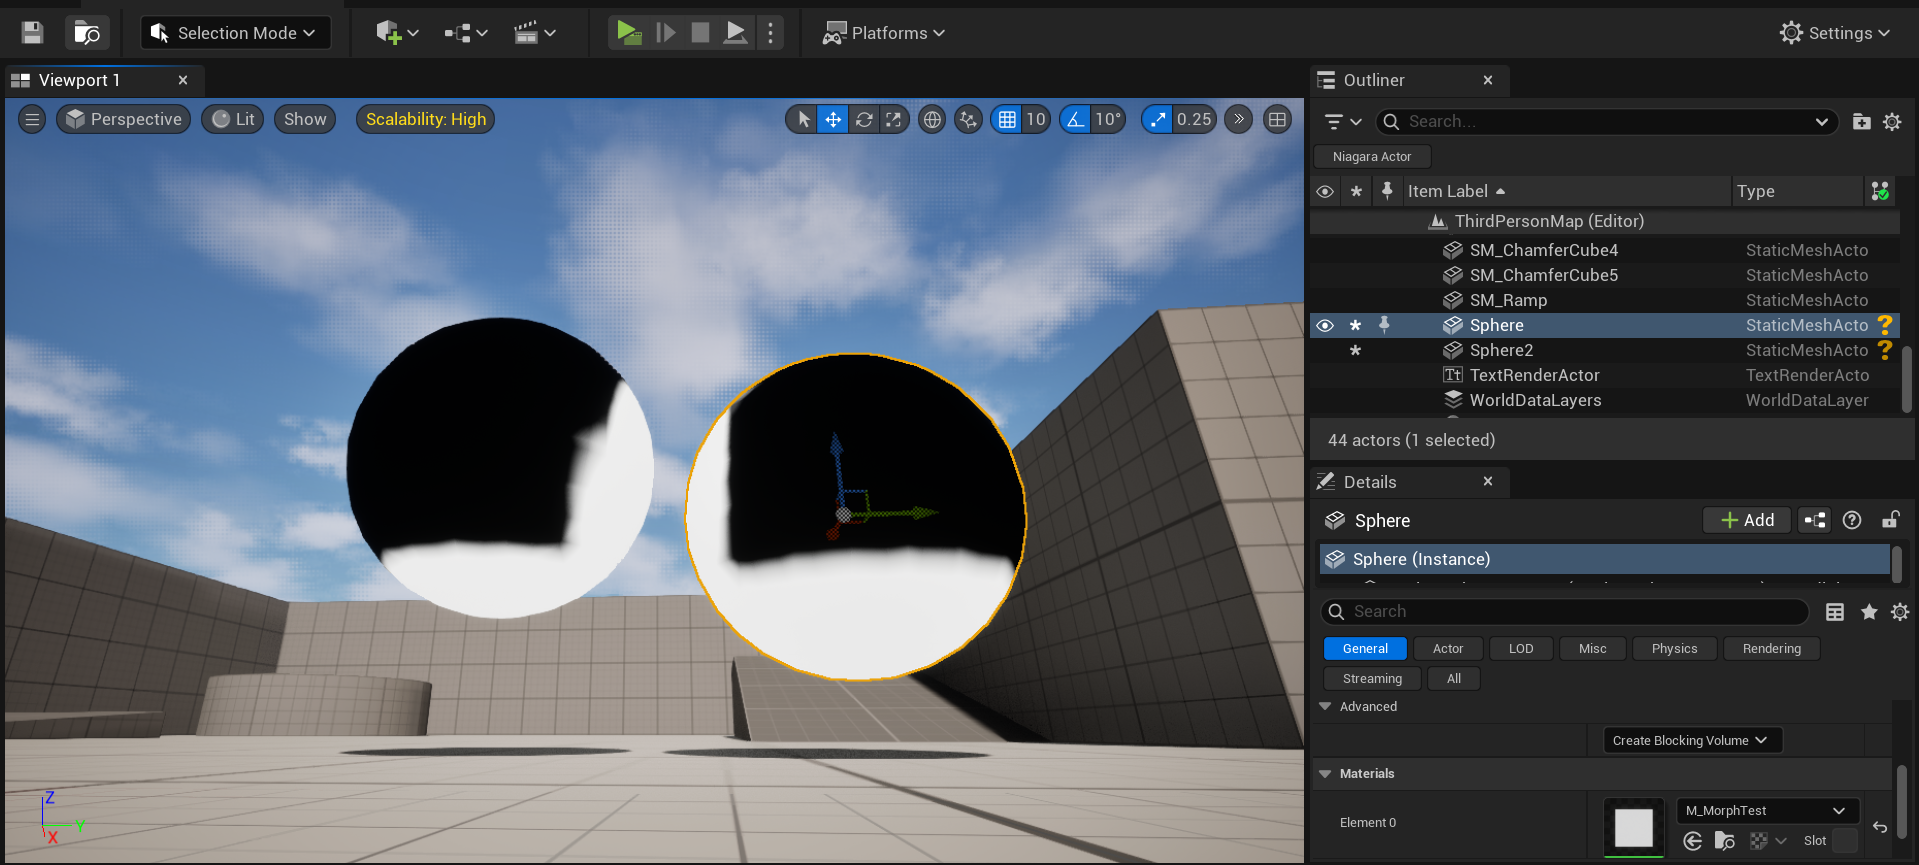 Selection Mode
Platforms
Settings
Viewport 1
Outliner
Perspective
Lit
Show
Scalability: High
10
10°
0.25
Search...
Niagara Actor
Item Label
Type
ThirdPersonMap (Editor)
SM_ChamferCube4
StaticMeshActo
SM_ChamferCube5
StaticMeshActo
SM_Ramp
StaticMeshActo
Sphere
StaticMeshActo
?
Sphere2
StaticMeshActo
?
TextRenderActor
TextRenderActo
WorldDataLayers
WorldDataLayer
44 actors (1 selected)
Details
Sphere
Add
Sphere (Instance)
Search
General
Actor
LOD
Misc
Physics
Rendering
Streaming
All
Advanced
Create Blocking Volume
Materials
Element 0
M_MorphTest
Slot
Z
Y
X